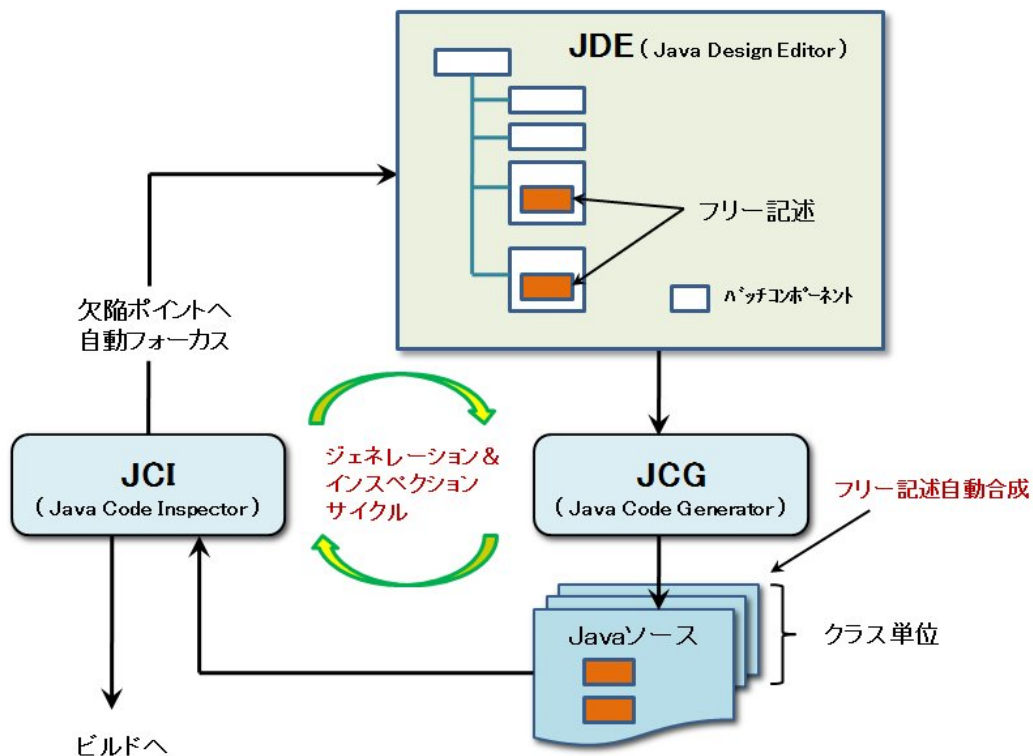 JDE ( Java Design Editor )
フリー記述
バッチコンポーネント
欠陥ポイントへ
自動フォーカス
JCI
( Java Code Inspector )
ジェネレーション＆
インスペクション
サイクル
JCG
( Java Code Generator )
フリー記述自動合成
Javaソース
クラス単位
ビルドへ